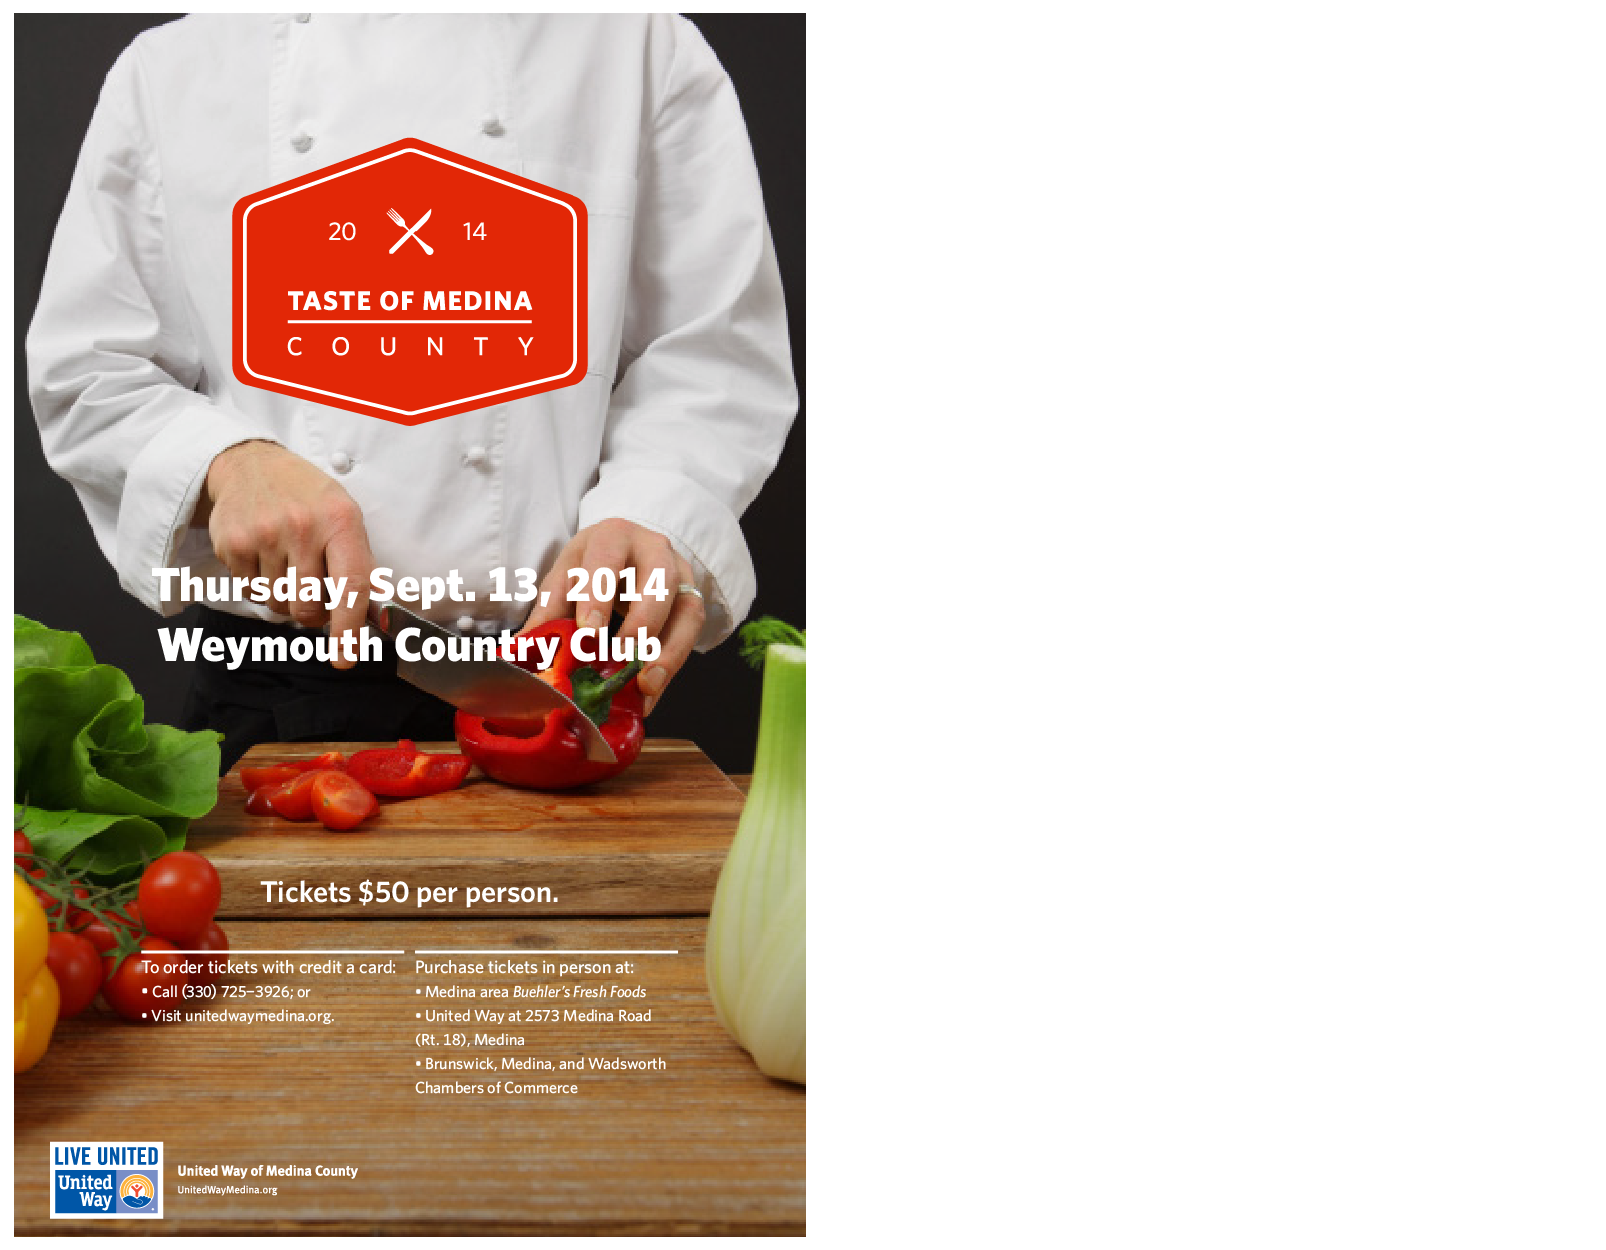 20 14
TASTE OF MEDINA
COUNTY
Thursday, Sept. 13, 2014
Weymouth Country Club
Tickets $50 per person.
To order tickets with credit a card:
• Call (330) 725–3926; or
• Visit unitedwaymedina.org.
Purchase tickets in person at:
• Medina area Buehler's Fresh Foods
• United Way at 2573 Medina Road
(Rt. 18), Medina
• Brunswick, Medina, and Wadsworth
Chambers of Commerce
LIVE UNITED
United
Way
United Way of Medina County
UnitedWayMedina.org